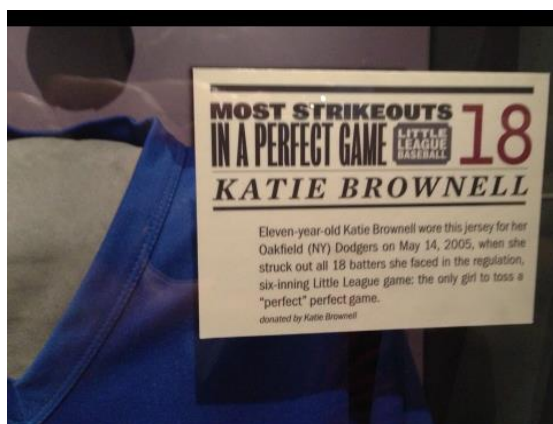 MOST STRIKEOUTS
IN A PERFECT GAME
LITTLE
LEAGUE
BASEBALL
18
KATIE BROWNELL
Eleven-year-old Katie Brownell wore this jersey for her
Oakfield (NY) Dodgers on May 14, 2005, when she
struck out all 18 batters she faced in the regulation,
six-inning Little League game: the only girl to toss a
"perfect" perfect game.
donated by Katie Brownell